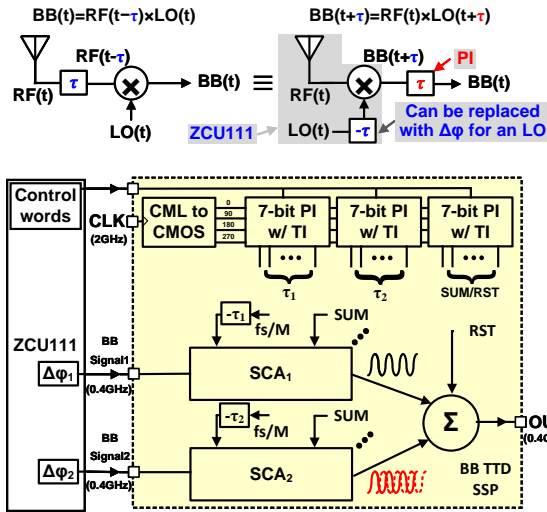 BB(t)=RF(t-τ)×LO(t)
BB(t+τ)=RF(t)×LO(t+τ)
RF(t-τ)
τ
RF(t)
BB(t)
LO(t)
≡
BB(t+τ)
PI
RF(t)
τ
BB(t)
ZCU111
LO(t)
-τ
Can be replaced
with Δφ for an LO
Control
words
CLK
(2GHz)
CML to
CMOS
0
90
180
270
7-bit PI
w/ TI
7-bit PI
w/ TI
7-bit PI
w/ TI
τ1
τ2
SUM/RST
ZCU111
-τ1
fs/M
SUM
RST
BB
Signal1
(0.4GHz)
Δφ1
SCA1
-τ2
fs/M
SUM
Σ
BB
Signal2
(0.4GHz)
Δφ2
SCA2
BB TTD
SSP